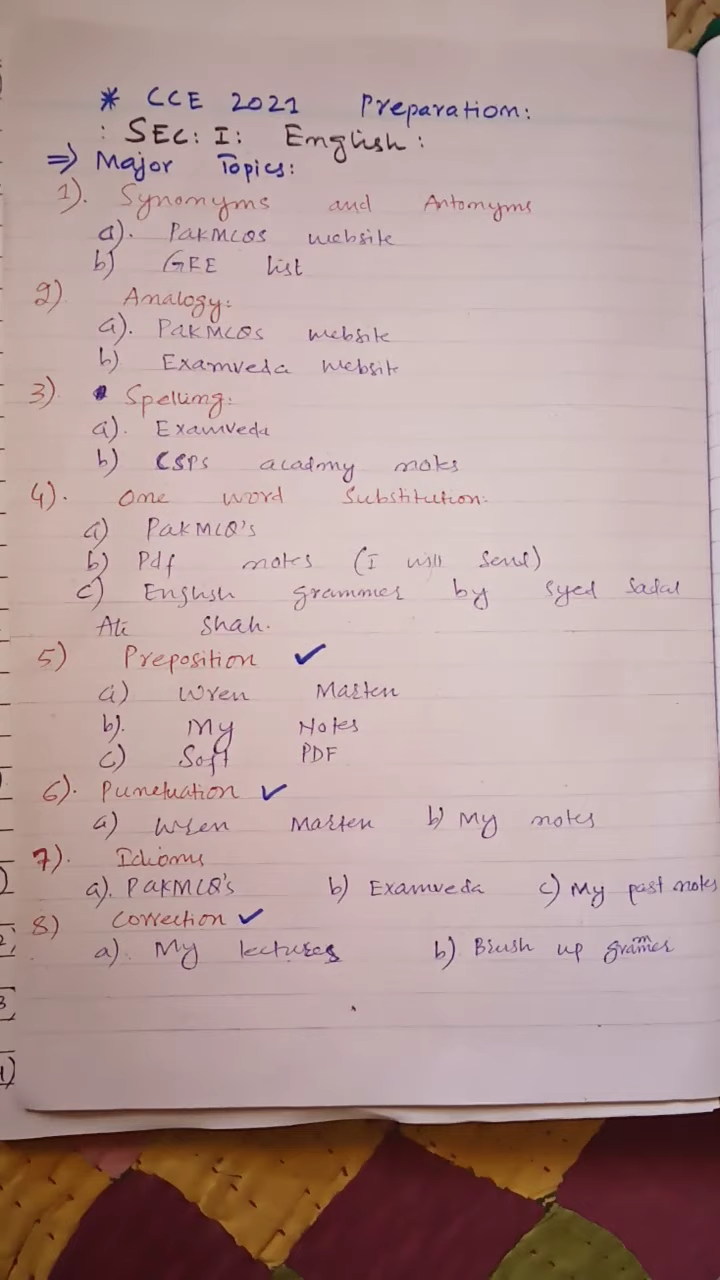 * CCE 2021 Preparation:
: SEC: I: English:
⇒ Major Topics:
1). Synonyms and Antonyms
a). PakMCQS website
b) GRE list
2) Analogy:
a). PakMCQs website
b) Examveda website
3) Spelling:
a). Examveda
b) CSPs acadmy notes
4). One word Substitution:
a) PakMCQ's
b) Pdf notes (I will send)
c) English grammer by Syed Sadat
Ali Shah.
5) Preposition ✓
a) Wren Marten
b). My Notes
c) Soft PDF
6). Punctuation ✓
a) Wren Marten b) My notes
7). Idioms
a). PakMCQ's b) Examveda c) My past notes
8) Correction ✓
a). My lectures b) Brush up grammer